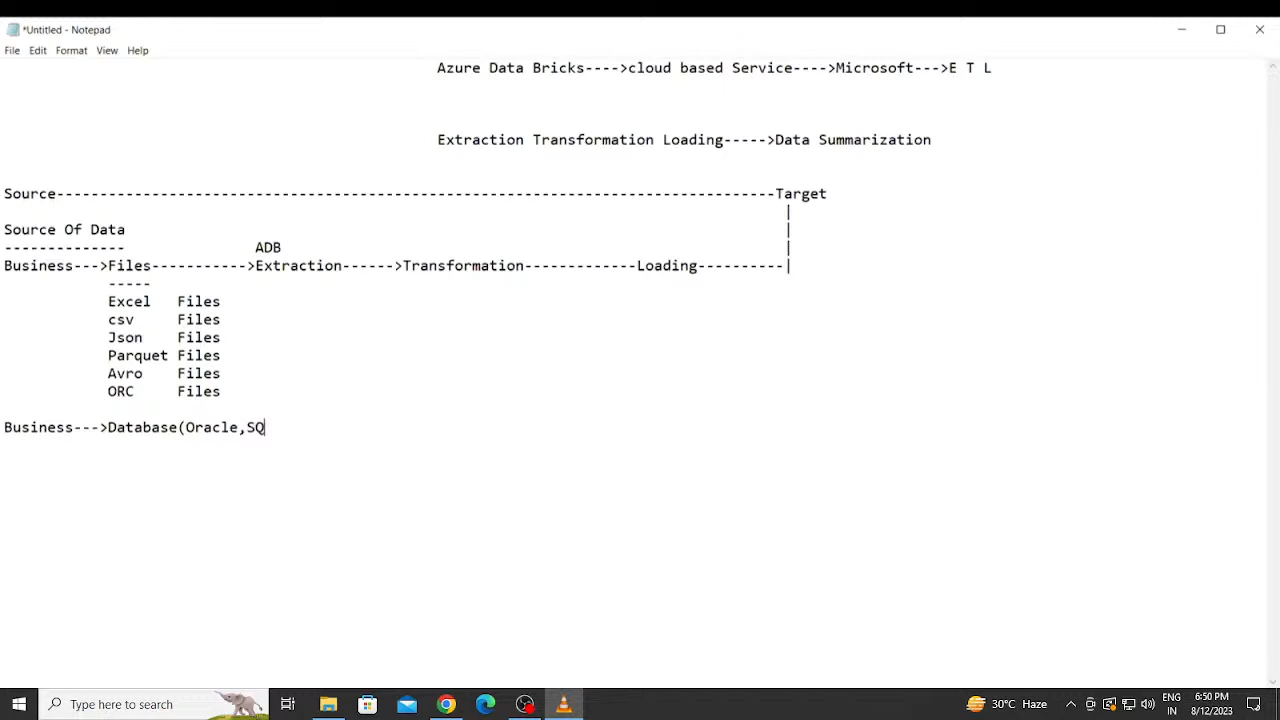 *Untitled - Notepad
File Edit Format View Help
Azure Data Bricks---->cloud based Service---->Microsoft--->E T L
Extraction Transformation Loading----->Data Summarization
Source-----------------------------------------------------------------------------------Target
|
Source Of Data |
-------------- ADB |
Business--->Files----------->Extraction------>Transformation-------------Loading----------|
-----
Excel Files
csv Files
Json Files
Parquet Files
Avro Files
ORC Files
Business--->Database(Oracle,SQ
Type here to search
30°C Haze
ENG
IN
6:50 PM
8/12/2023